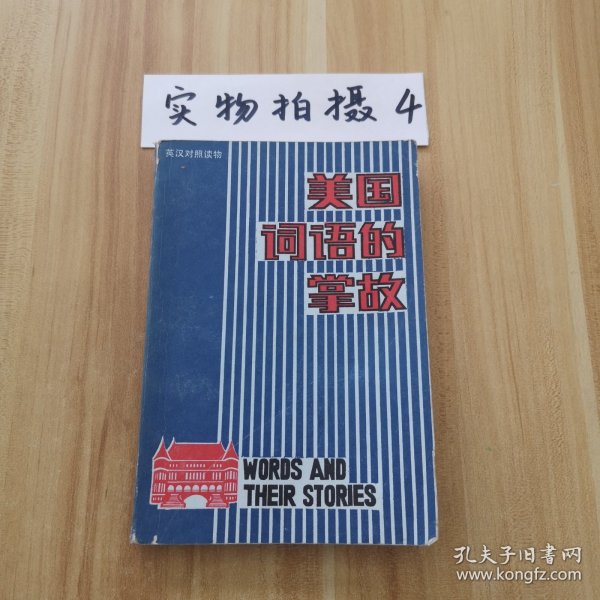 实物拍摄4
英汉对照读物
美国
词语的
掌故
WORDS AND
THEIR STORIES
孔夫子旧书网
www.kongfz.com